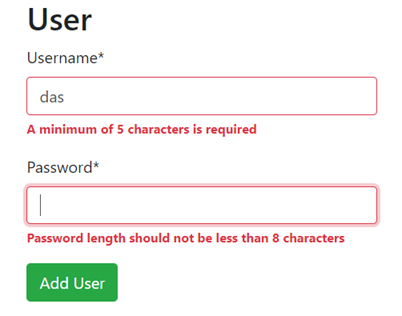 User
Username*
das
A minimum of 5 characters is required
Password*
Password length should not be less than 8 characters
Add User